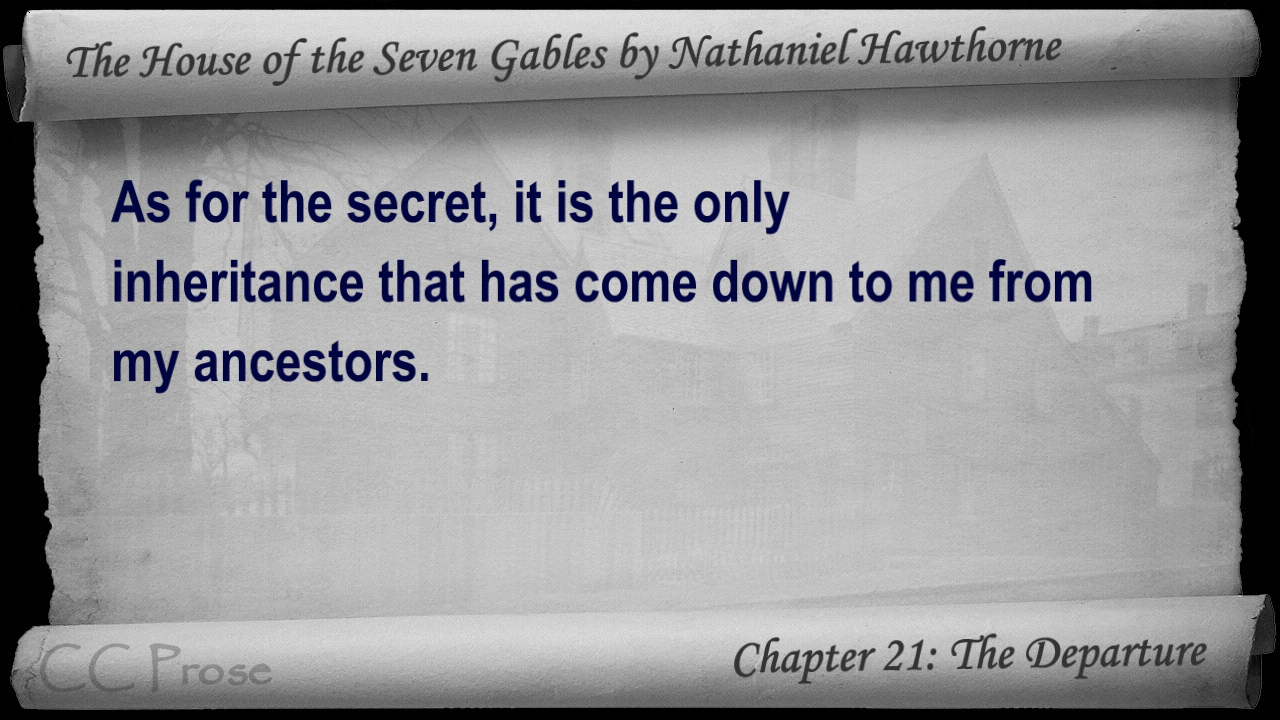 The House of the Seven Gables by Nathaniel Hawthorne
As for the secret, it is the only
inheritance that has come down to me from
my ancestors.
CC Prose
Chapter 21: The Departure